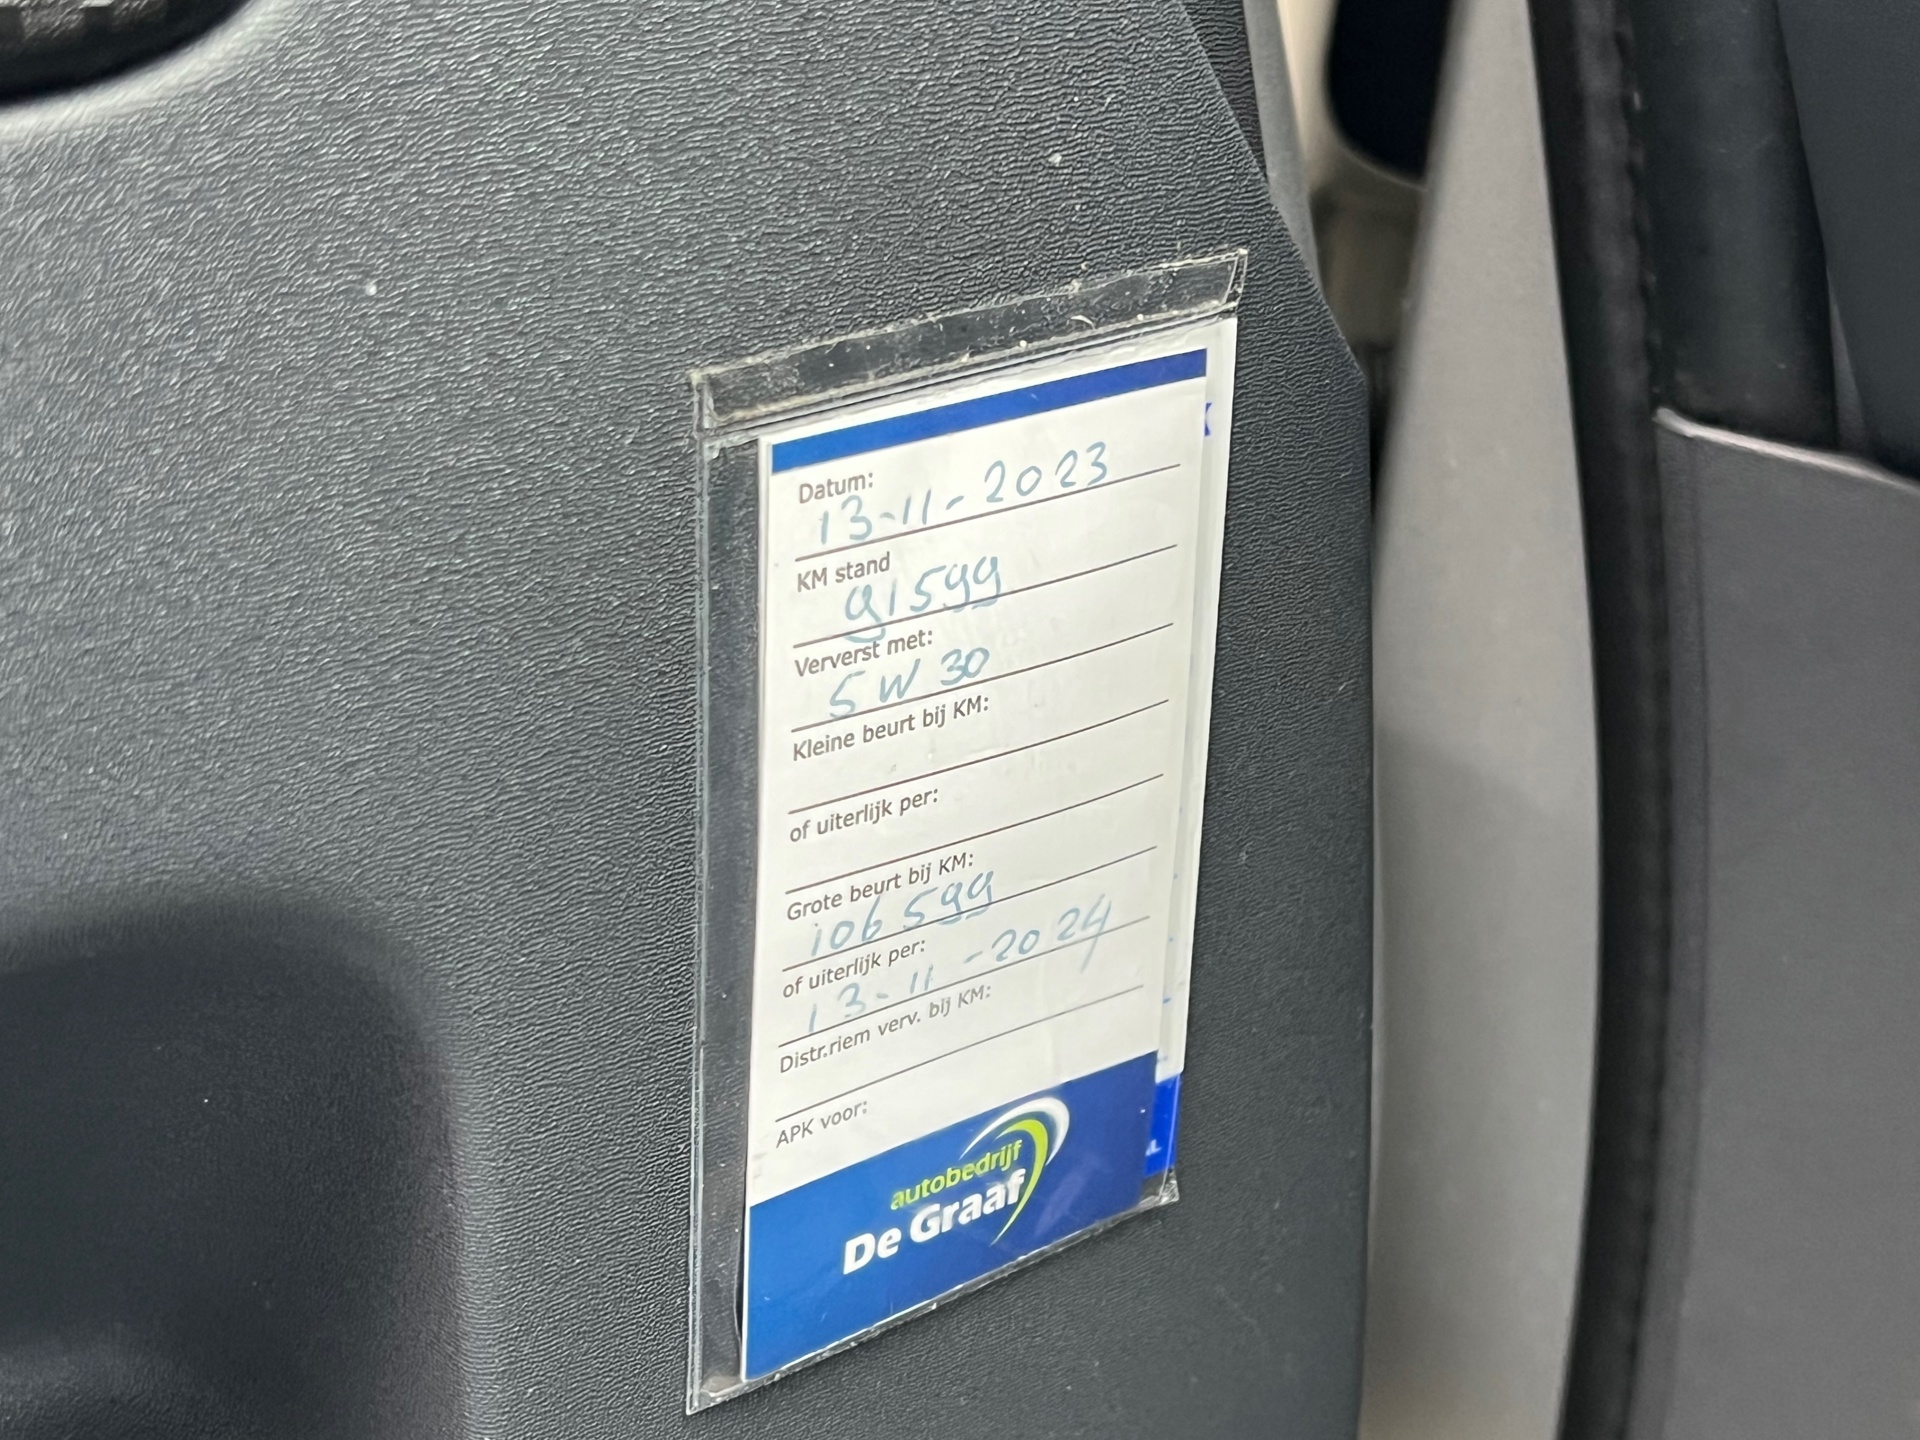 Datum:
13-11-2023
KM stand
91599
Ververst met:
5W30
Kleine beurt bij KM:
of uiterlijk per:
Grote beurt bij KM:
106599
of uiterlijk per:
13-11-2024
Distr.riem verv. bij KM:
APK voor:
autobedrijf
De Graaf